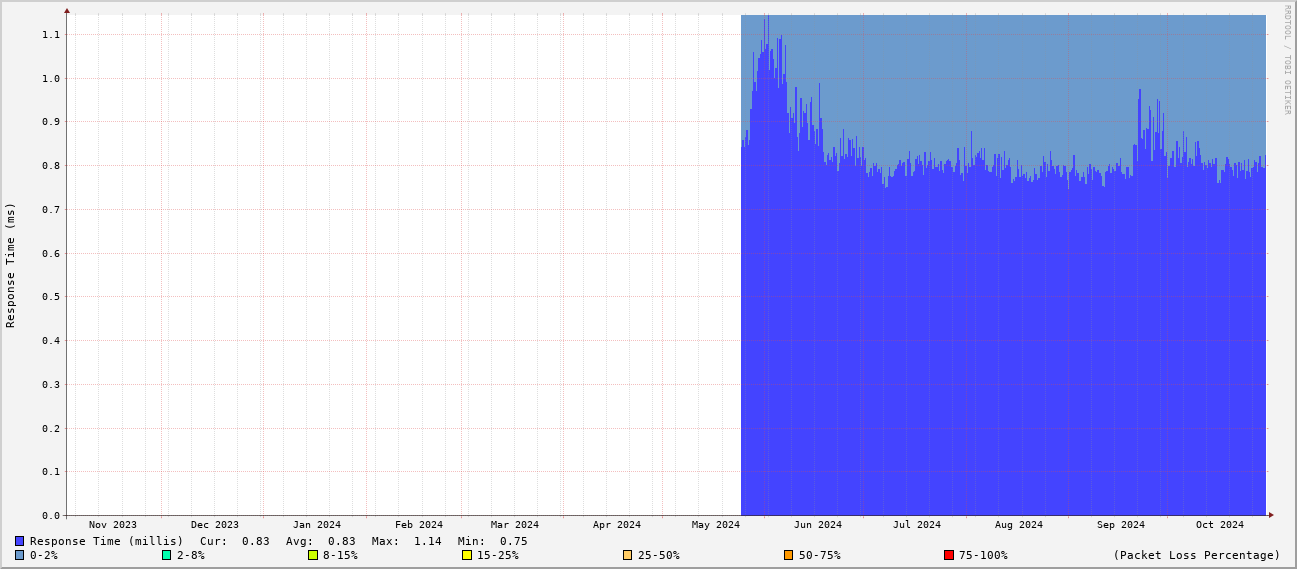 RRDTOOL / TOBI OETIKER
Response Time (ms)
1.1
1.0
0.9
0.8
0.7
0.6
0.5
0.4
0.3
0.2
0.1
0.0
Nov 2023 Dec 2023 Jan 2024 Feb 2024 Mar 2024 Apr 2024 May 2024 Jun 2024 Jul 2024 Aug 2024 Sep 2024 Oct 2024
Response Time (millis) Cur: 0.83 Avg: 0.83 Max: 1.14 Min: 0.75
0-2% 2-8% 8-15% 15-25% 25-50% 50-75% 75-100% (Packet Loss Percentage)